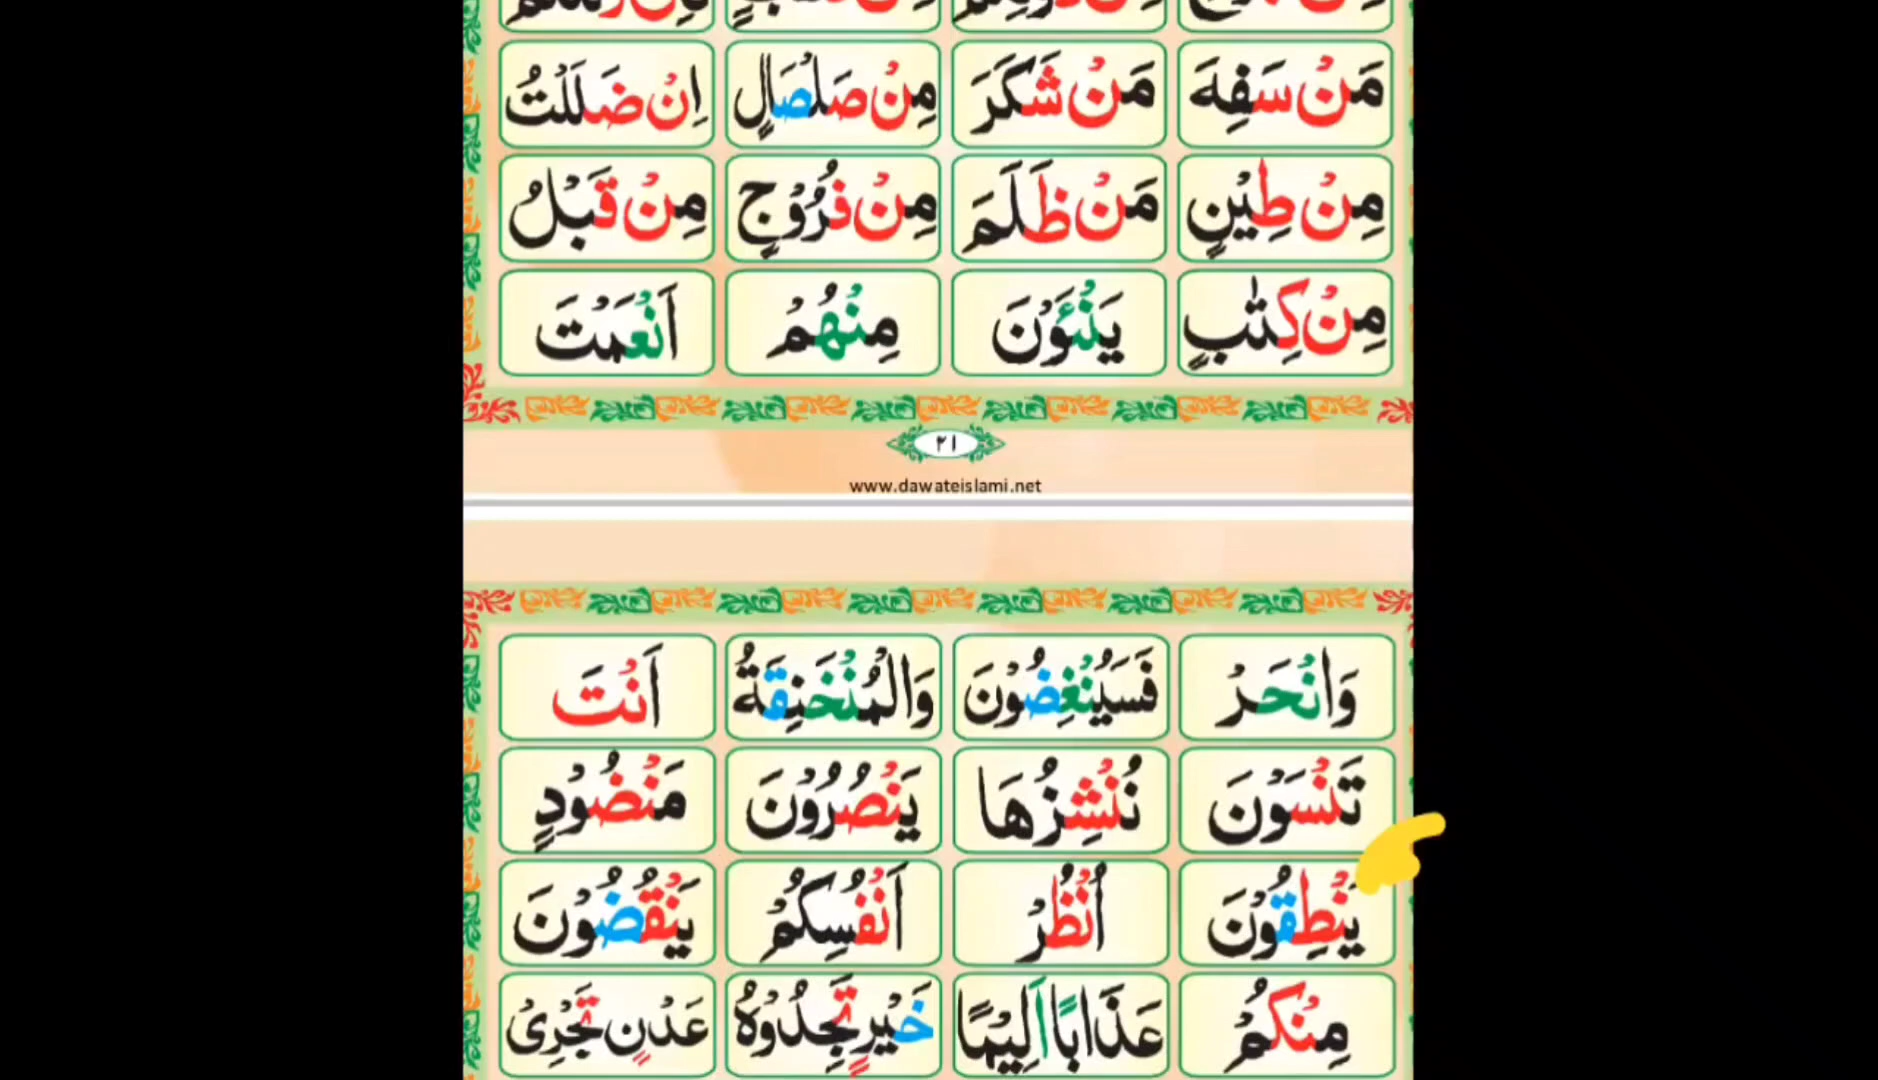 مَنْ سَفِهَ مَنْ شَكَرَ مِنْ صَلْصَالٍ اِنْ ضَلَلْتُ
مِنْ طِيْنٍ مَنْ ظَلَمَ مِنْ فُرُوْجٍ مِنْ قَبْلُ
مِنْ كِتٰبٍ يَنْـَٔوْنَ مِنْهُمْ اَنْعَمْتَ
٢١
www.dawateislami.net
وَانْحَرْ فَسَيُنْغِضُوْنَ وَالْمُنْخَنِقَةُ اَنْتَ
تَنْسَوْنَ نُنْشِزُهَا يَنْصُرُوْنَ مَنْضُوْدٍ
يَنْطِقُوْنَ اُنْظُرْ اَنْفُسِكُمْ يَنْقُضُوْنَ
مِنْكُمْ عَذَابًا اَلِيْمًا خَيْرٍ تَجِدُوْهُ عَدْنٍ تَجْرِيْ